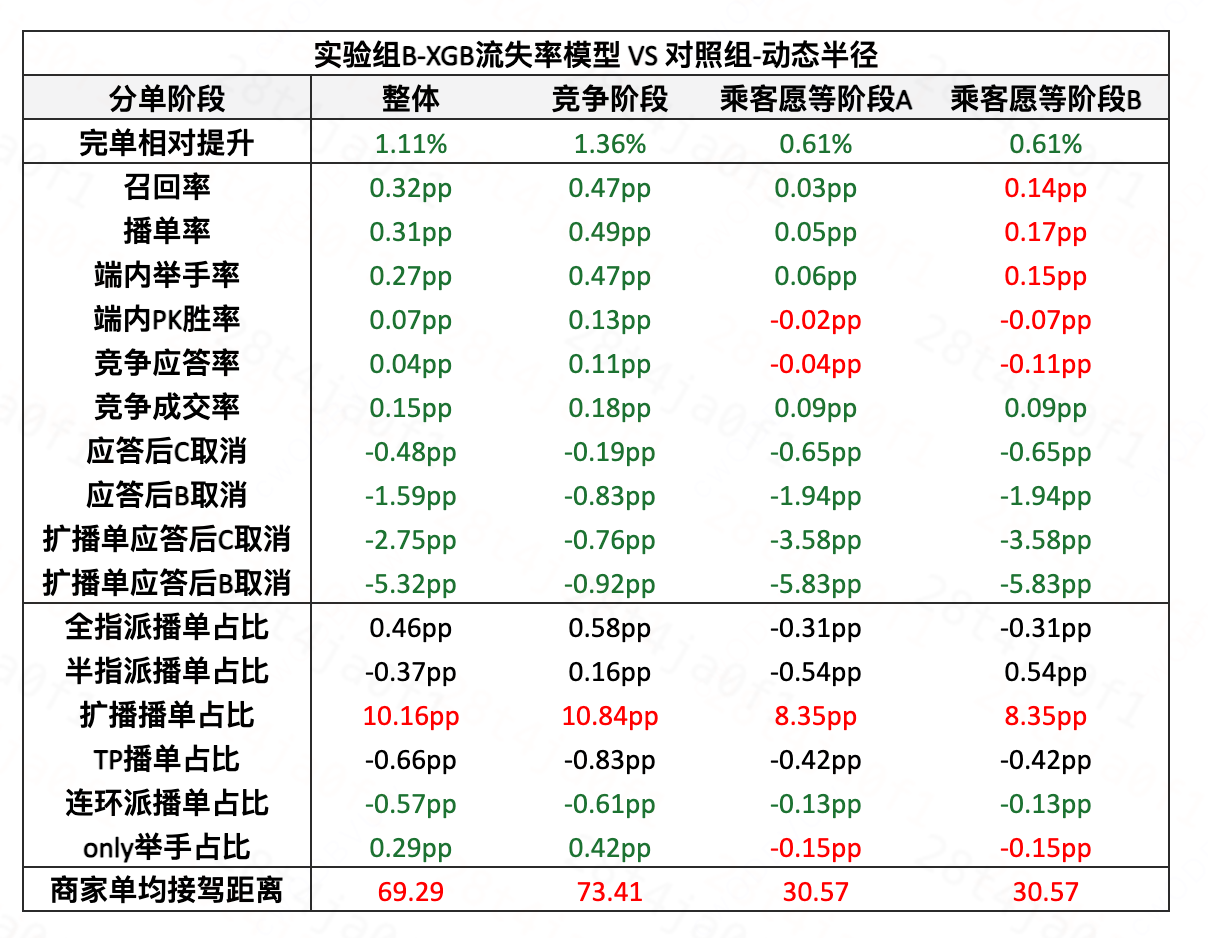 实验组B-XGB流失率模型 VS 对照组-动态半径
分单阶段 整体 竞争阶段 乘客愿等阶段A 乘客愿等阶段B
完单相对提升 1.11% 1.36% 0.61% 0.61%
召回率 0.32pp 0.47pp 0.03pp 0.14pp
播单率 0.31pp 0.49pp 0.05pp 0.17pp
端内举手率 0.27pp 0.47pp 0.06pp 0.15pp
端内PK胜率 0.07pp 0.13pp -0.02pp -0.07pp
竞争应答率 0.04pp 0.11pp -0.04pp -0.11pp
竞争成交率 0.15pp 0.18pp 0.09pp 0.09pp
应答后C取消 -0.48pp -0.19pp -0.65pp -0.65pp
应答后B取消 -1.59pp -0.83pp -1.94pp -1.94pp
扩播单应答后C取消 -2.75pp -0.76pp -3.58pp -3.58pp
扩播单应答后B取消 -5.32pp -0.92pp -5.83pp -5.83pp
全指派播单占比 0.46pp 0.58pp -0.31pp -0.31pp
半指派播单占比 -0.37pp 0.16pp -0.54pp 0.54pp
扩播播单占比 10.16pp 10.84pp 8.35pp 8.35pp
TP播单占比 -0.66pp -0.83pp -0.42pp -0.42pp
连环派播单占比 -0.57pp -0.61pp -0.13pp -0.13pp
only举手占比 0.29pp 0.42pp -0.15pp -0.15pp
商家单均接驾距离 69.29 73.41 30.57 30.57